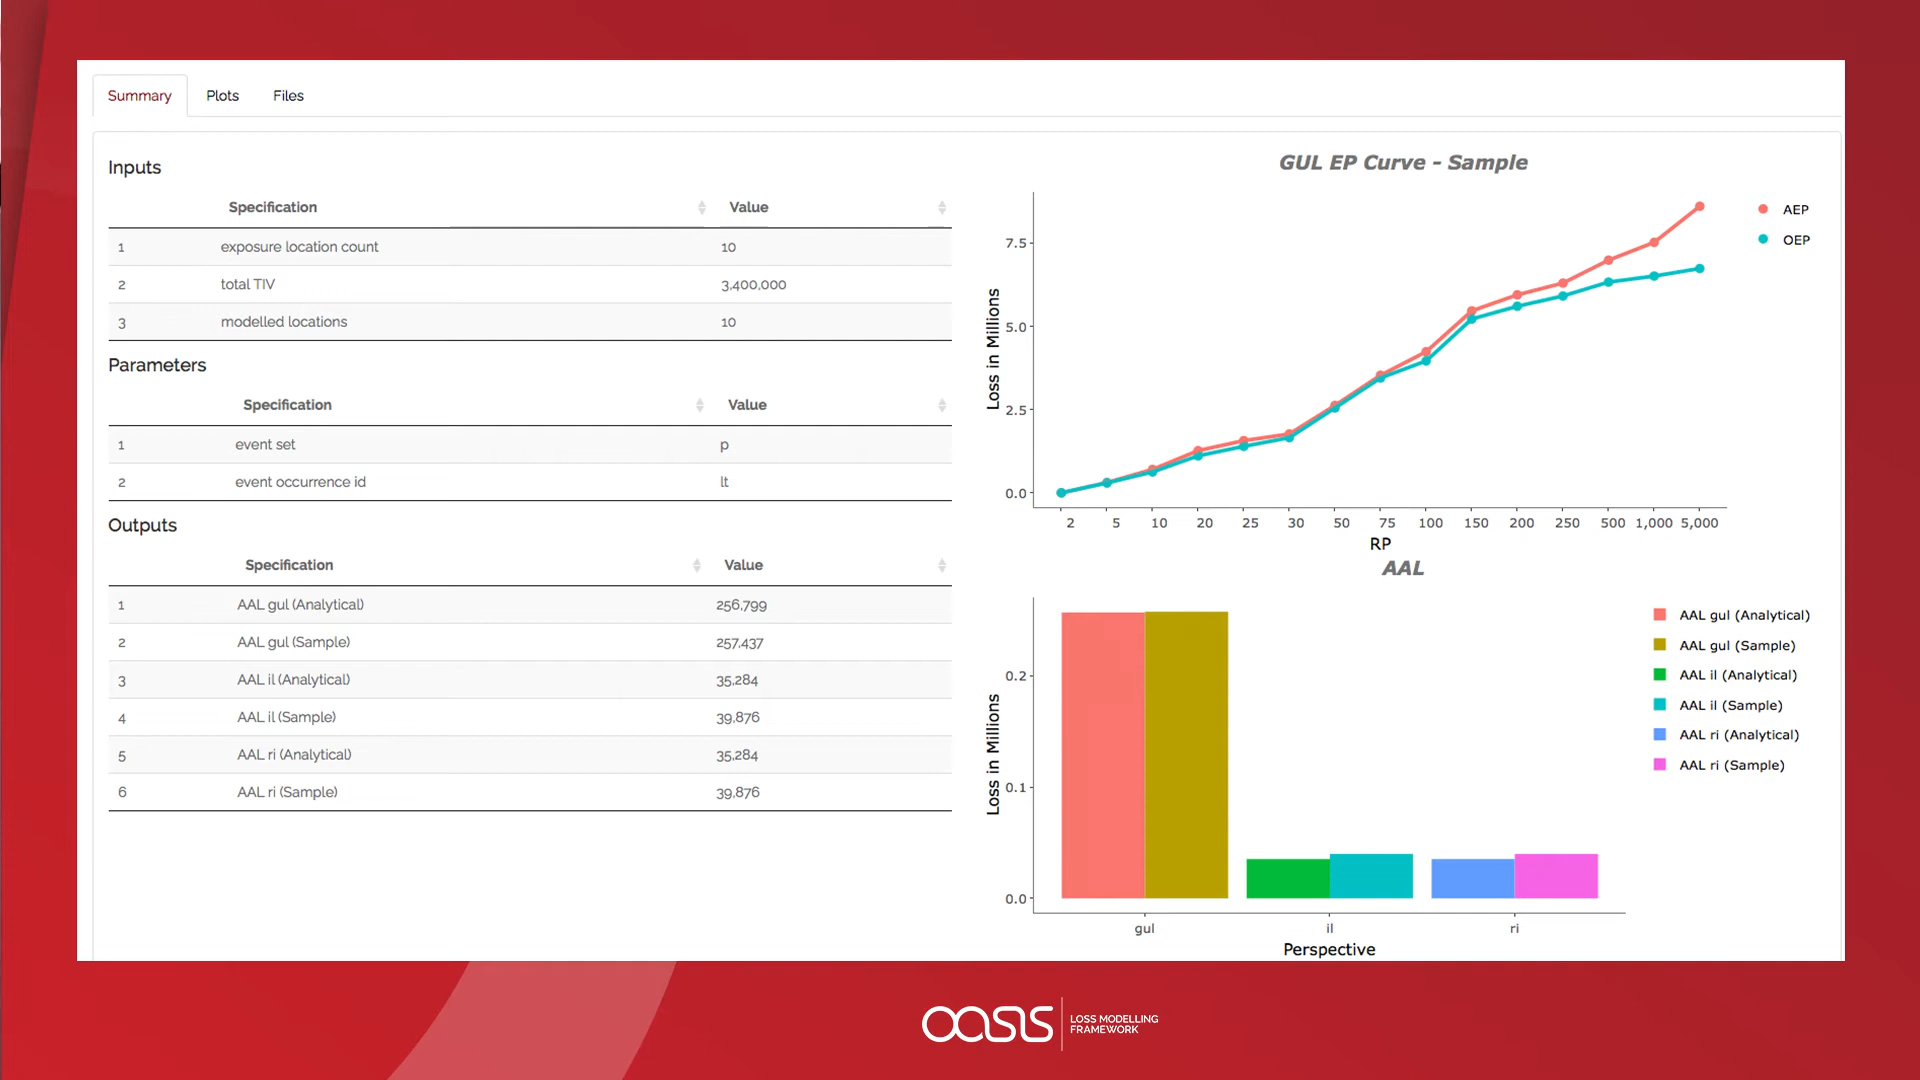 Summary Plots Files
Inputs
Specification Value
1 exposure location count 10
2 total TIV 3,400,000
3 modelled locations 10
Parameters
Specification Value
1 event set p
2 event occurrence id lt
Outputs
Specification Value
1 AAL gul (Analytical) 256,799
2 AAL gul (Sample) 257,437
3 AAL il (Analytical) 35,284
4 AAL il (Sample) 39,876
5 AAL ri (Analytical) 35,284
6 AAL ri (Sample) 39,876
GUL EP Curve - Sample
Loss in Millions
7.5
5.0
2.5
0.0
2 5 10 20 25 30 50 75 100 150 200 250 500 1,000 5,000
RP
AEP
OEP
AAL
Loss in Millions
0.2
0.1
0.0
gul il ri
Perspective
AAL gul (Analytical)
AAL gul (Sample)
AAL il (Analytical)
AAL il (Sample)
AAL ri (Analytical)
AAL ri (Sample)
OASIS
LOSS MODELLING
FRAMEWORK